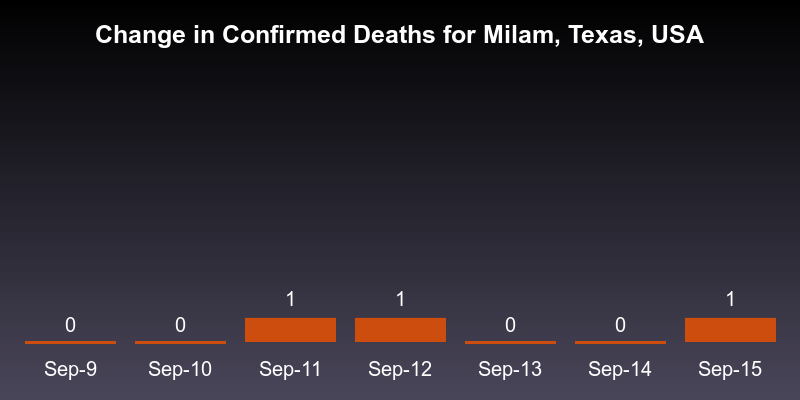 Change in Confirmed Deaths for Milam, Texas, USA
0 0 1 1 0 0 1
Sep-9 Sep-10 Sep-11 Sep-12 Sep-13 Sep-14 Sep-15